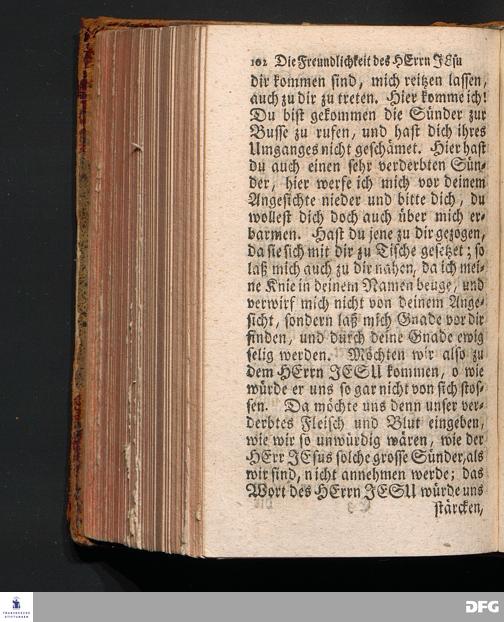 102 Die Freundlichkeit des HErrn JEsu
dir kommen sind, mich reitzen lassen,
auch zu dir zu treten. Hier komme ich!
Du bist gekommen die Sünder zur
Busse zu rufen, und hast dich ihres
Umganges nicht geschämet. Hier hast
du auch einen sehr verderbten Sün-
der, hier werfe ich mich vor deinem
Angesichte nieder und bitte dich, du
wollest dich doch auch über mich er-
barmen. Hast du jene zu dir gezogen,
da sie sich mit dir zu Tische gesetzet; so
laß mich auch zu dir nahen, da ich mei-
ne Knie in deinem Namen beuge, und
verwirf mich nicht von deinem Ange-
sicht, sondern laß mich Gnade vor dir
finden, und durch deine Gnade ewig
selig werden. Möchten wir also zu
dem HErrn JESU kommen, o wie
würde er uns so gar nicht von sich stos-
sen. Da möchte uns denn unser ver-
derbtes Fleisch und Blut eingeben,
wie wir so unwürdig wären, wie der
HErr JEsus solche grosse Sünder, als
wir sind, nicht annehmen werde; das
Wort des HErrn JESU würde uns
stärcken,
FRANCKESCHE
STIFTUNGEN
DFG